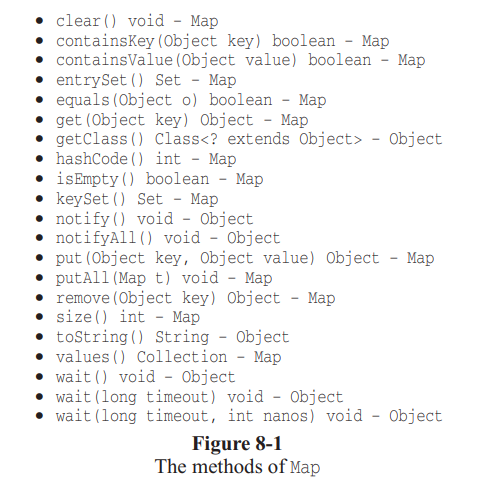 • clear() void – Map
• containsKey(Object key) boolean – Map
• containsValue(Object value) boolean – Map
• entrySet() Set – Map
• equals(Object o) boolean – Map
• get(Object key) Object – Map
• getClass() Class<? extends Object> – Object
• hashCode() int – Map
• isEmpty() boolean – Map
• keySet() Set – Map
• notify() void – Object
• notifyAll() void – Object
• put(Object key, Object value) Object – Map
• putAll(Map t) void – Map
• remove(Object key) Object – Map
• size() int – Map
• toString() String – Object
• values() Collection – Map
• wait() void – Object
• wait(long timeout) void – Object
• wait(long timeout, int nanos) void – Object
Figure 8-1
The methods of Map